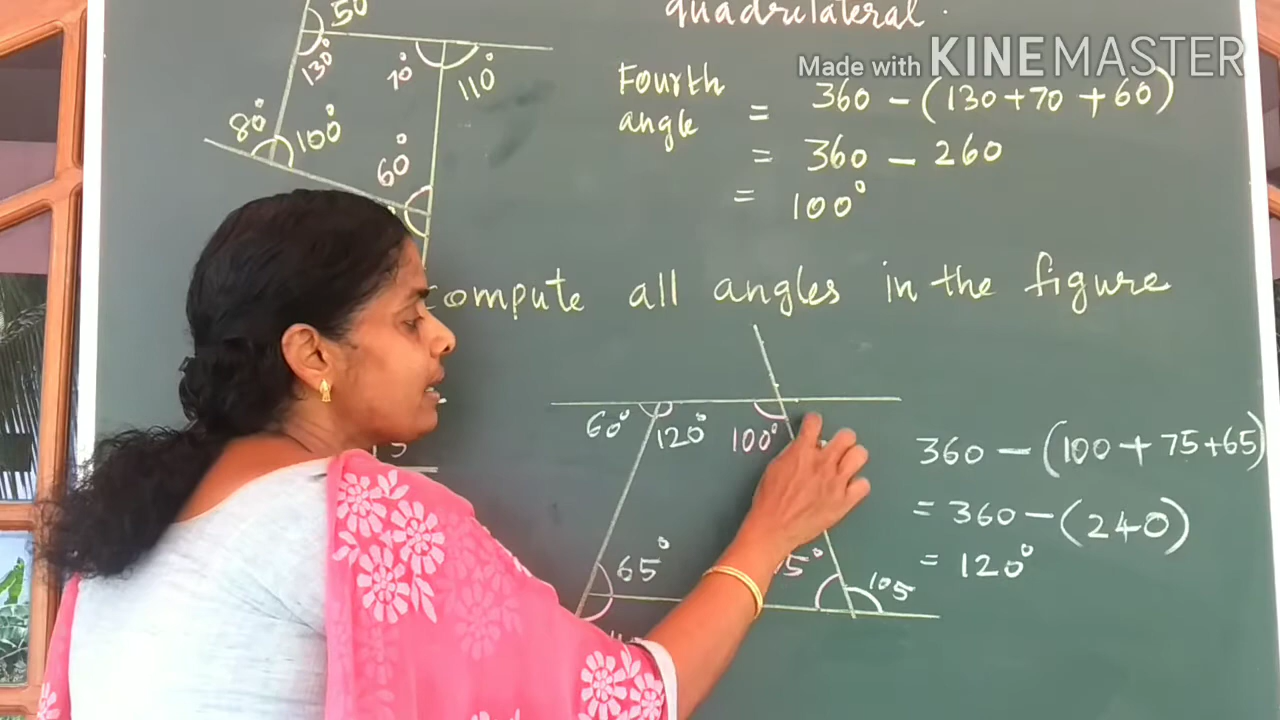 quadrilateral.
Made with KINEMASTER
50
130°
70°
110°
80°
100°
60°
Fourth angle = 360 - (130+70+60)
= 360 - 260
= 100°
compute all angles in the figure
60°
120°
100°
65°
105
360 - (100 + 75+65)
= 360 - (240)
= 120°